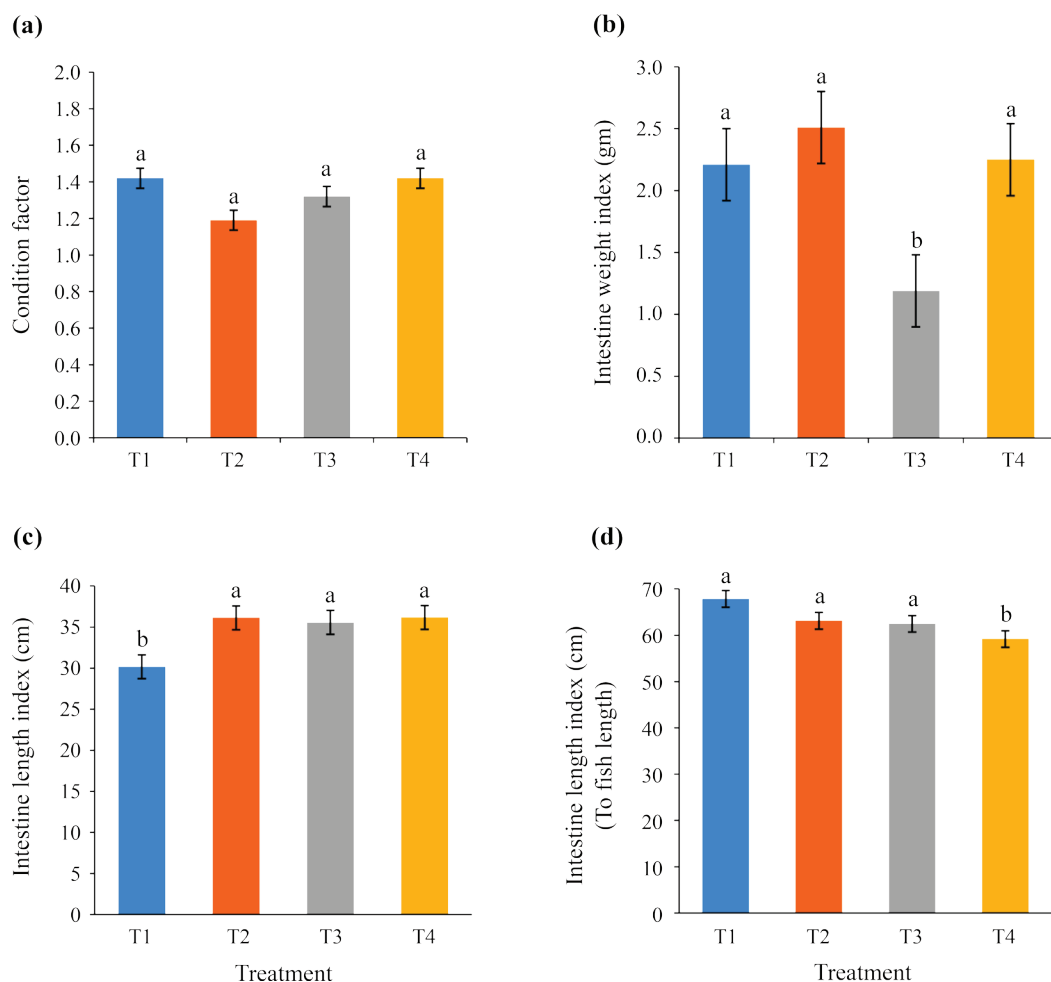 (a)
Condition factor
2.0
1.8
1.6
1.4
1.2
1.0
0.8
0.6
0.4
0.2
0.0
a
a
a
a
T1
T2
T3
T4
(b)
Intestine weight index (gm)
3.0
2.5
2.0
1.5
1.0
0.5
0.0
a
a
b
a
T1
T2
T3
T4
(c)
Intestine length index (cm)
40
35
30
25
20
15
10
5
0
b
a
a
a
T1
T2
T3
T4
Treatment
(d)
Intestine length index (cm)
(To fish length)
70
60
50
40
30
20
10
0
a
a
a
b
T1
T2
T3
T4
Treatment